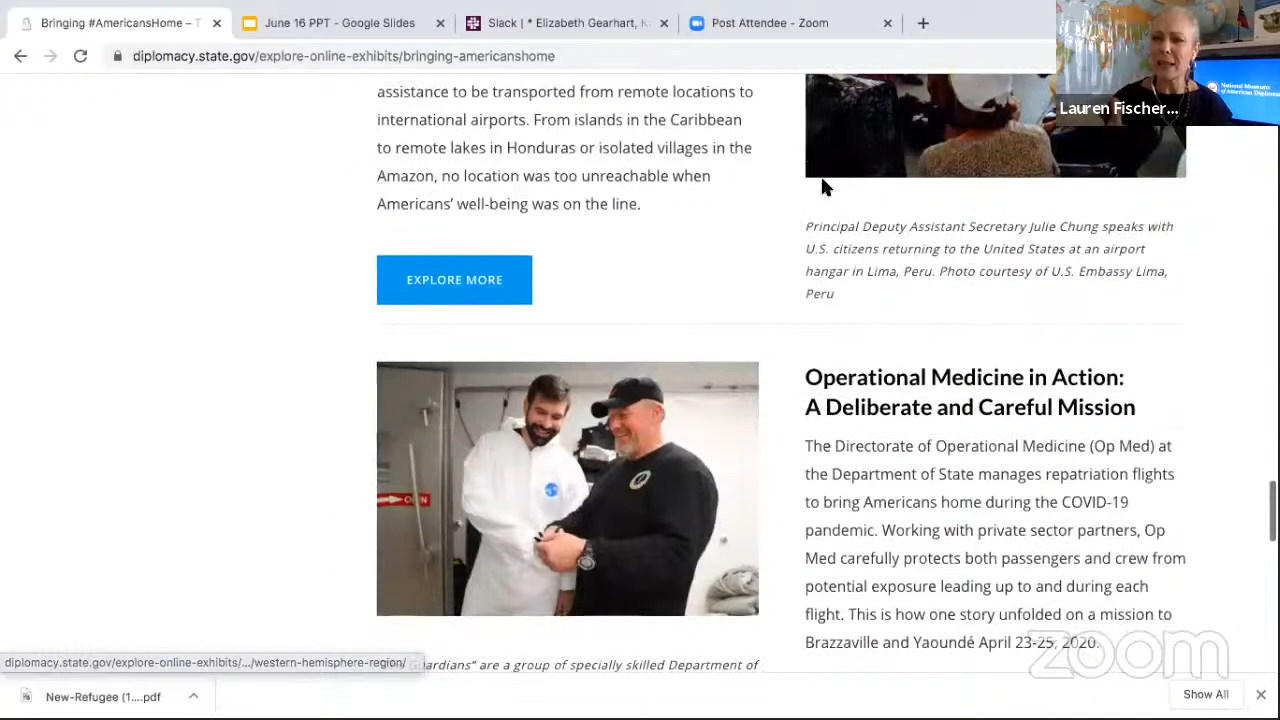 Bringing #AmericansHome – T
June 16 PPT - Google Slides
Slack | * Elizabeth Gearhart, K
Post Attendee - Zoom
diplomacy.state.gov/explore-online-exhibits/bringing-americanshome
National Museum
of American Diplomacy
Lauren Fischer...
assistance to be transported from remote locations to
international airports. From islands in the Caribbean
to remote lakes in Honduras or isolated villages in the
Amazon, no location was too unreachable when
Americans’ well-being was on the line.
EXPLORE MORE
Principal Deputy Assistant Secretary Julie Chung speaks with
U.S. citizens returning to the United States at an airport
hangar in Lima, Peru. Photo courtesy of U.S. Embassy Lima,
Peru
Operational Medicine in Action:
A Deliberate and Careful Mission
The Directorate of Operational Medicine (Op Med) at
the Department of State manages repatriation flights
to bring Americans home during the COVID-19
pandemic. Working with private sector partners, Op
Med carefully protects both passengers and crew from
potential exposure leading up to and during each
flight. This is how one story unfolded on a mission to
Brazzaville and Yaoundé April 23-25, 2020.
zoom
diplomacy.state.gov/explore-online-exhibits/.../western-hemisphere-region/
uardians” are a group of specially skilled Department of
New-Refugee (1....pdf
Show All